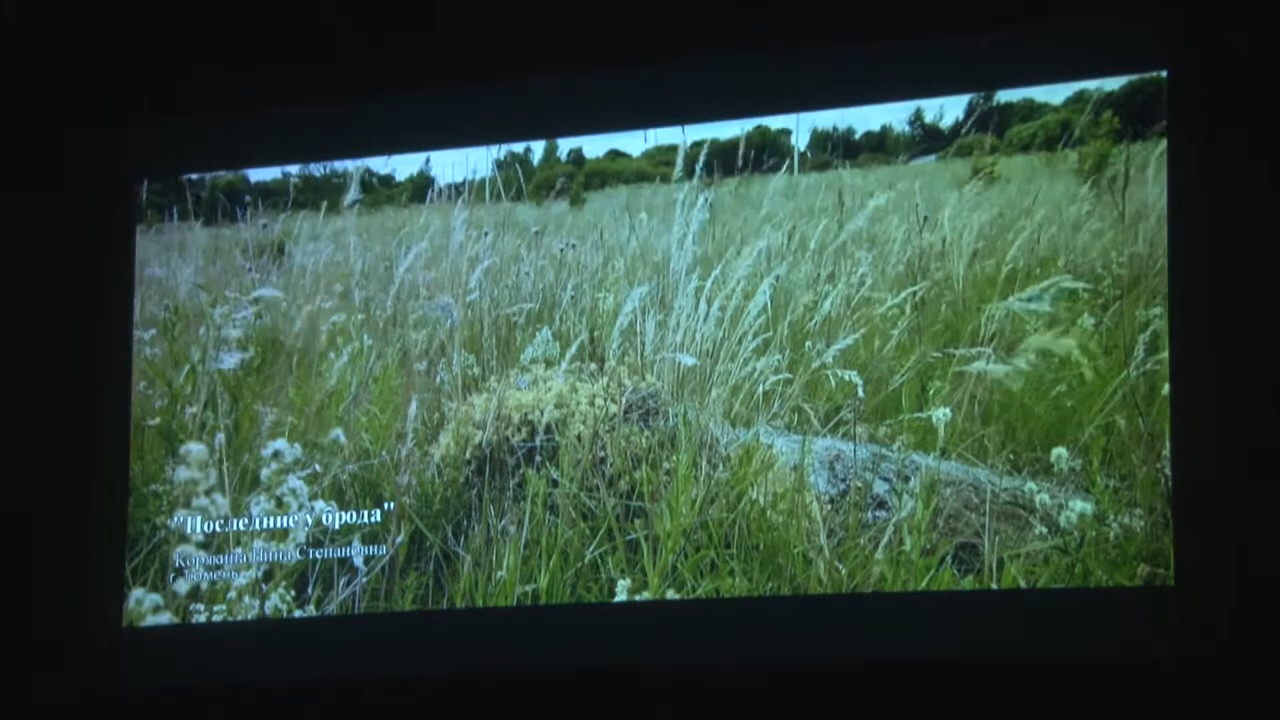 "Последние у брода"
Корякина Нина Степановна
г. Тюмень